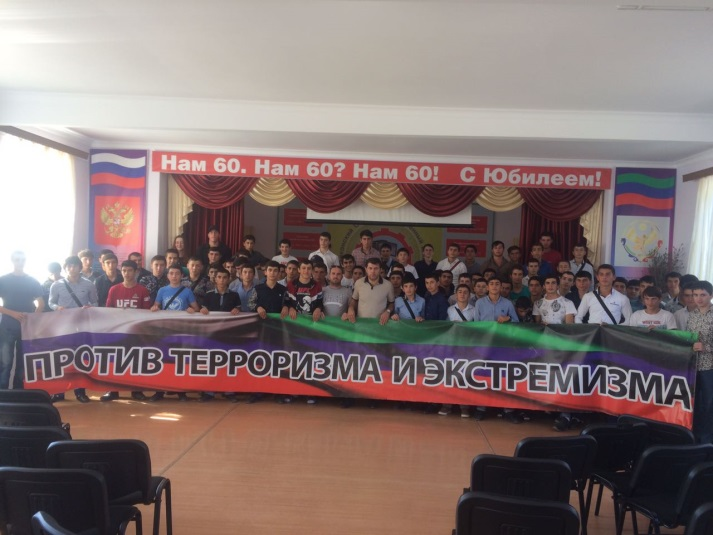 Нам 60. Нам 60? Нам 60! С Юбилеем!
UFC
ПРОТИВ ТЕРРОРИЗМА И ЭКСТРЕМИЗМА